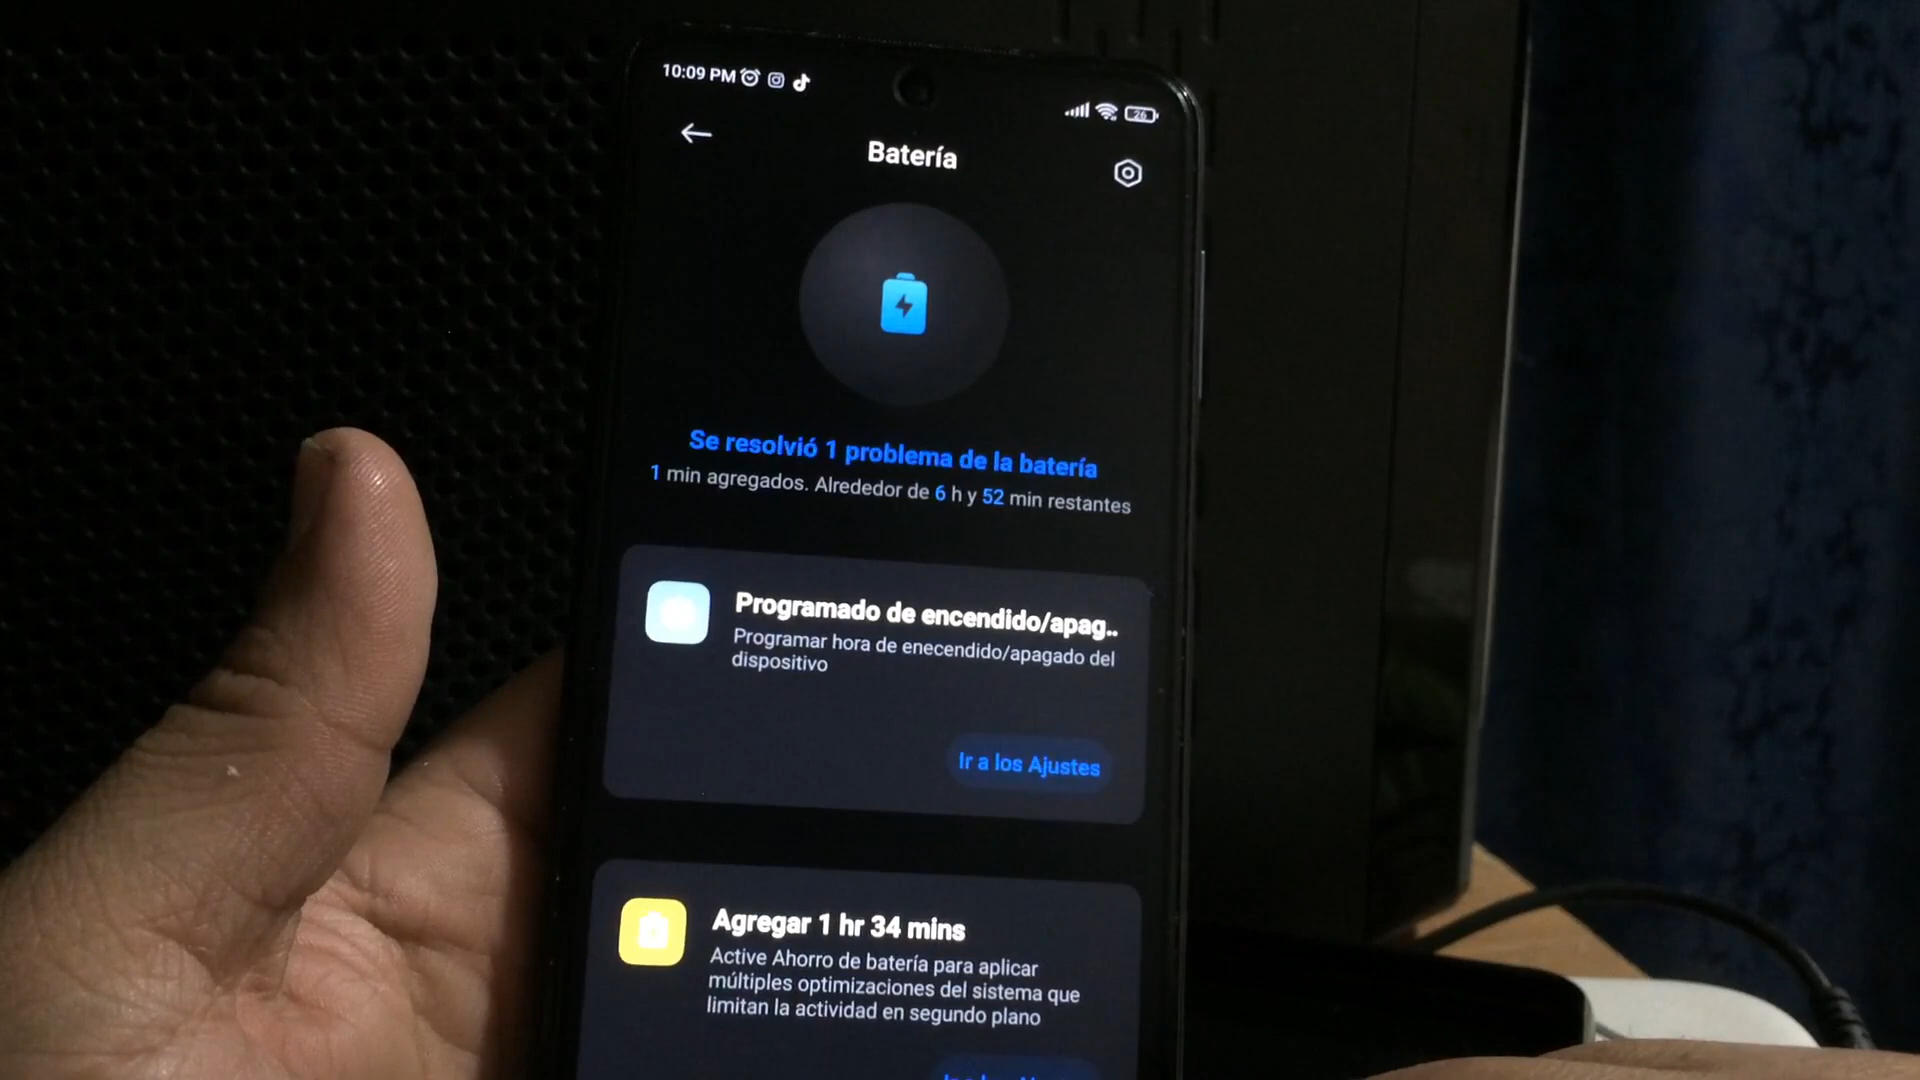 10:09 PM
26
Batería
Se resolvió 1 problema de la batería
1 min agregados. Alrededor de 6 h y 52 min restantes
Programado de encendido/apag..
Programar hora de enecendido/apagado del
dispositivo
Ir a los Ajustes
Agregar 1 hr 34 mins
Active Ahorro de batería para aplicar
múltiples optimizaciones del sistema que
limitan la actividad en segundo plano